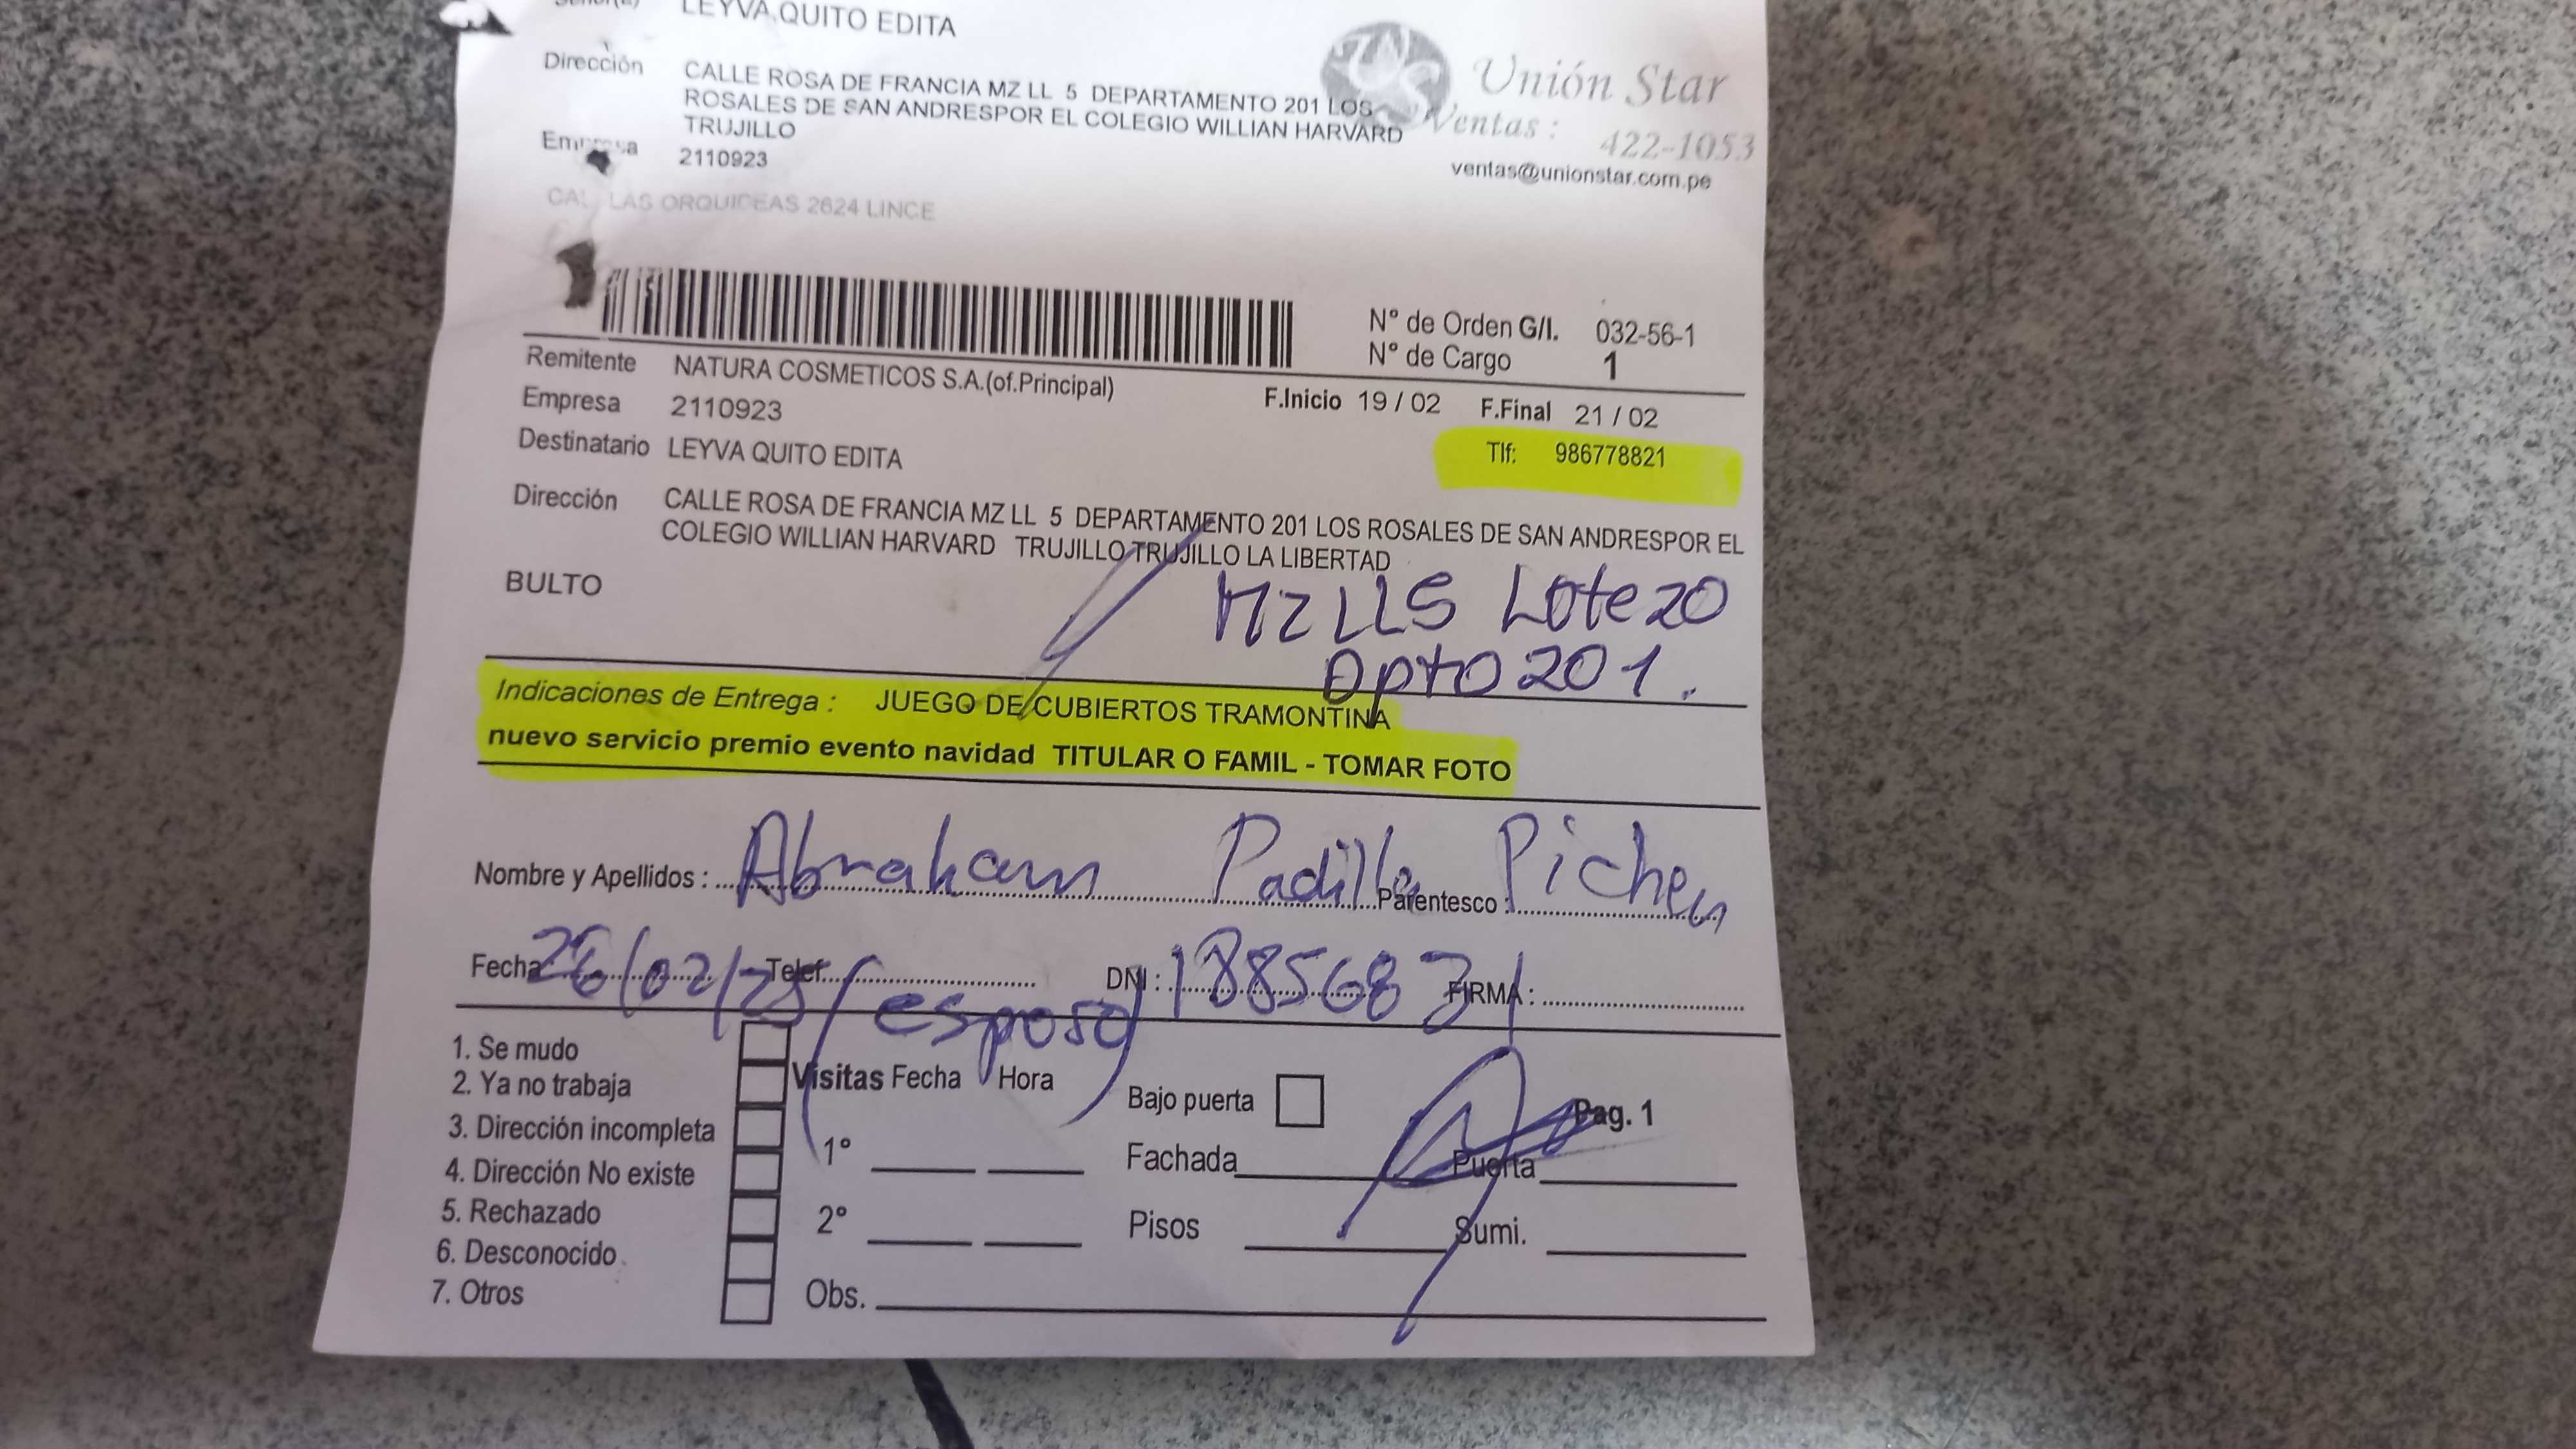 LEYVA QUITO EDITA
Dirección CALLE ROSA DE FRANCIA MZ LL 5 DEPARTAMENTO 201 LOS
ROSALES DE SAN ANDRESPOR EL COLEGIO WILLIAN HARVARD
TRUJILLO
Empresa 2110923
CAL LAS ORQUIDEAS 2624 LINCE
Unión Star
Ventas : 422-1053
ventas@unionstar.com.pe
N° de Orden G/I. 032-56-1
N° de Cargo 1
Remitente NATURA COSMETICOS S.A.(of.Principal)
F.Inicio 19 / 02 F.Final 21 / 02
Empresa 2110923
Destinatario LEYVA QUITO EDITA
Tlf: 986778821
Dirección CALLE ROSA DE FRANCIA MZ LL 5 DEPARTAMENTO 201 LOS ROSALES DE SAN ANDRESPOR EL
COLEGIO WILLIAN HARVARD TRUJILLO TRUJILLO LA LIBERTAD
BULTO
MZ LL5 Lote 20
Dpto 201.
Indicaciones de Entrega : JUEGO DE CUBIERTOS TRAMONTINA
nuevo servicio premio evento navidad TITULAR O FAMIL - TOMAR FOTO
Nombre y Apellidos : Abraham Padilla Pichen
Parentesco :
Fecha 26/02/25 Telef. DNI : FIRMA :
(esposo)
1. Se mudo
2. Ya no trabaja
3. Dirección incompleta
4. Dirección No existe
5. Rechazado
6. Desconocido
7. Otros
Visitas Fecha Hora
1°
2°
Obs.
Bajo puerta
Pag. 1
Fachada Puerta
Pisos Sumi.